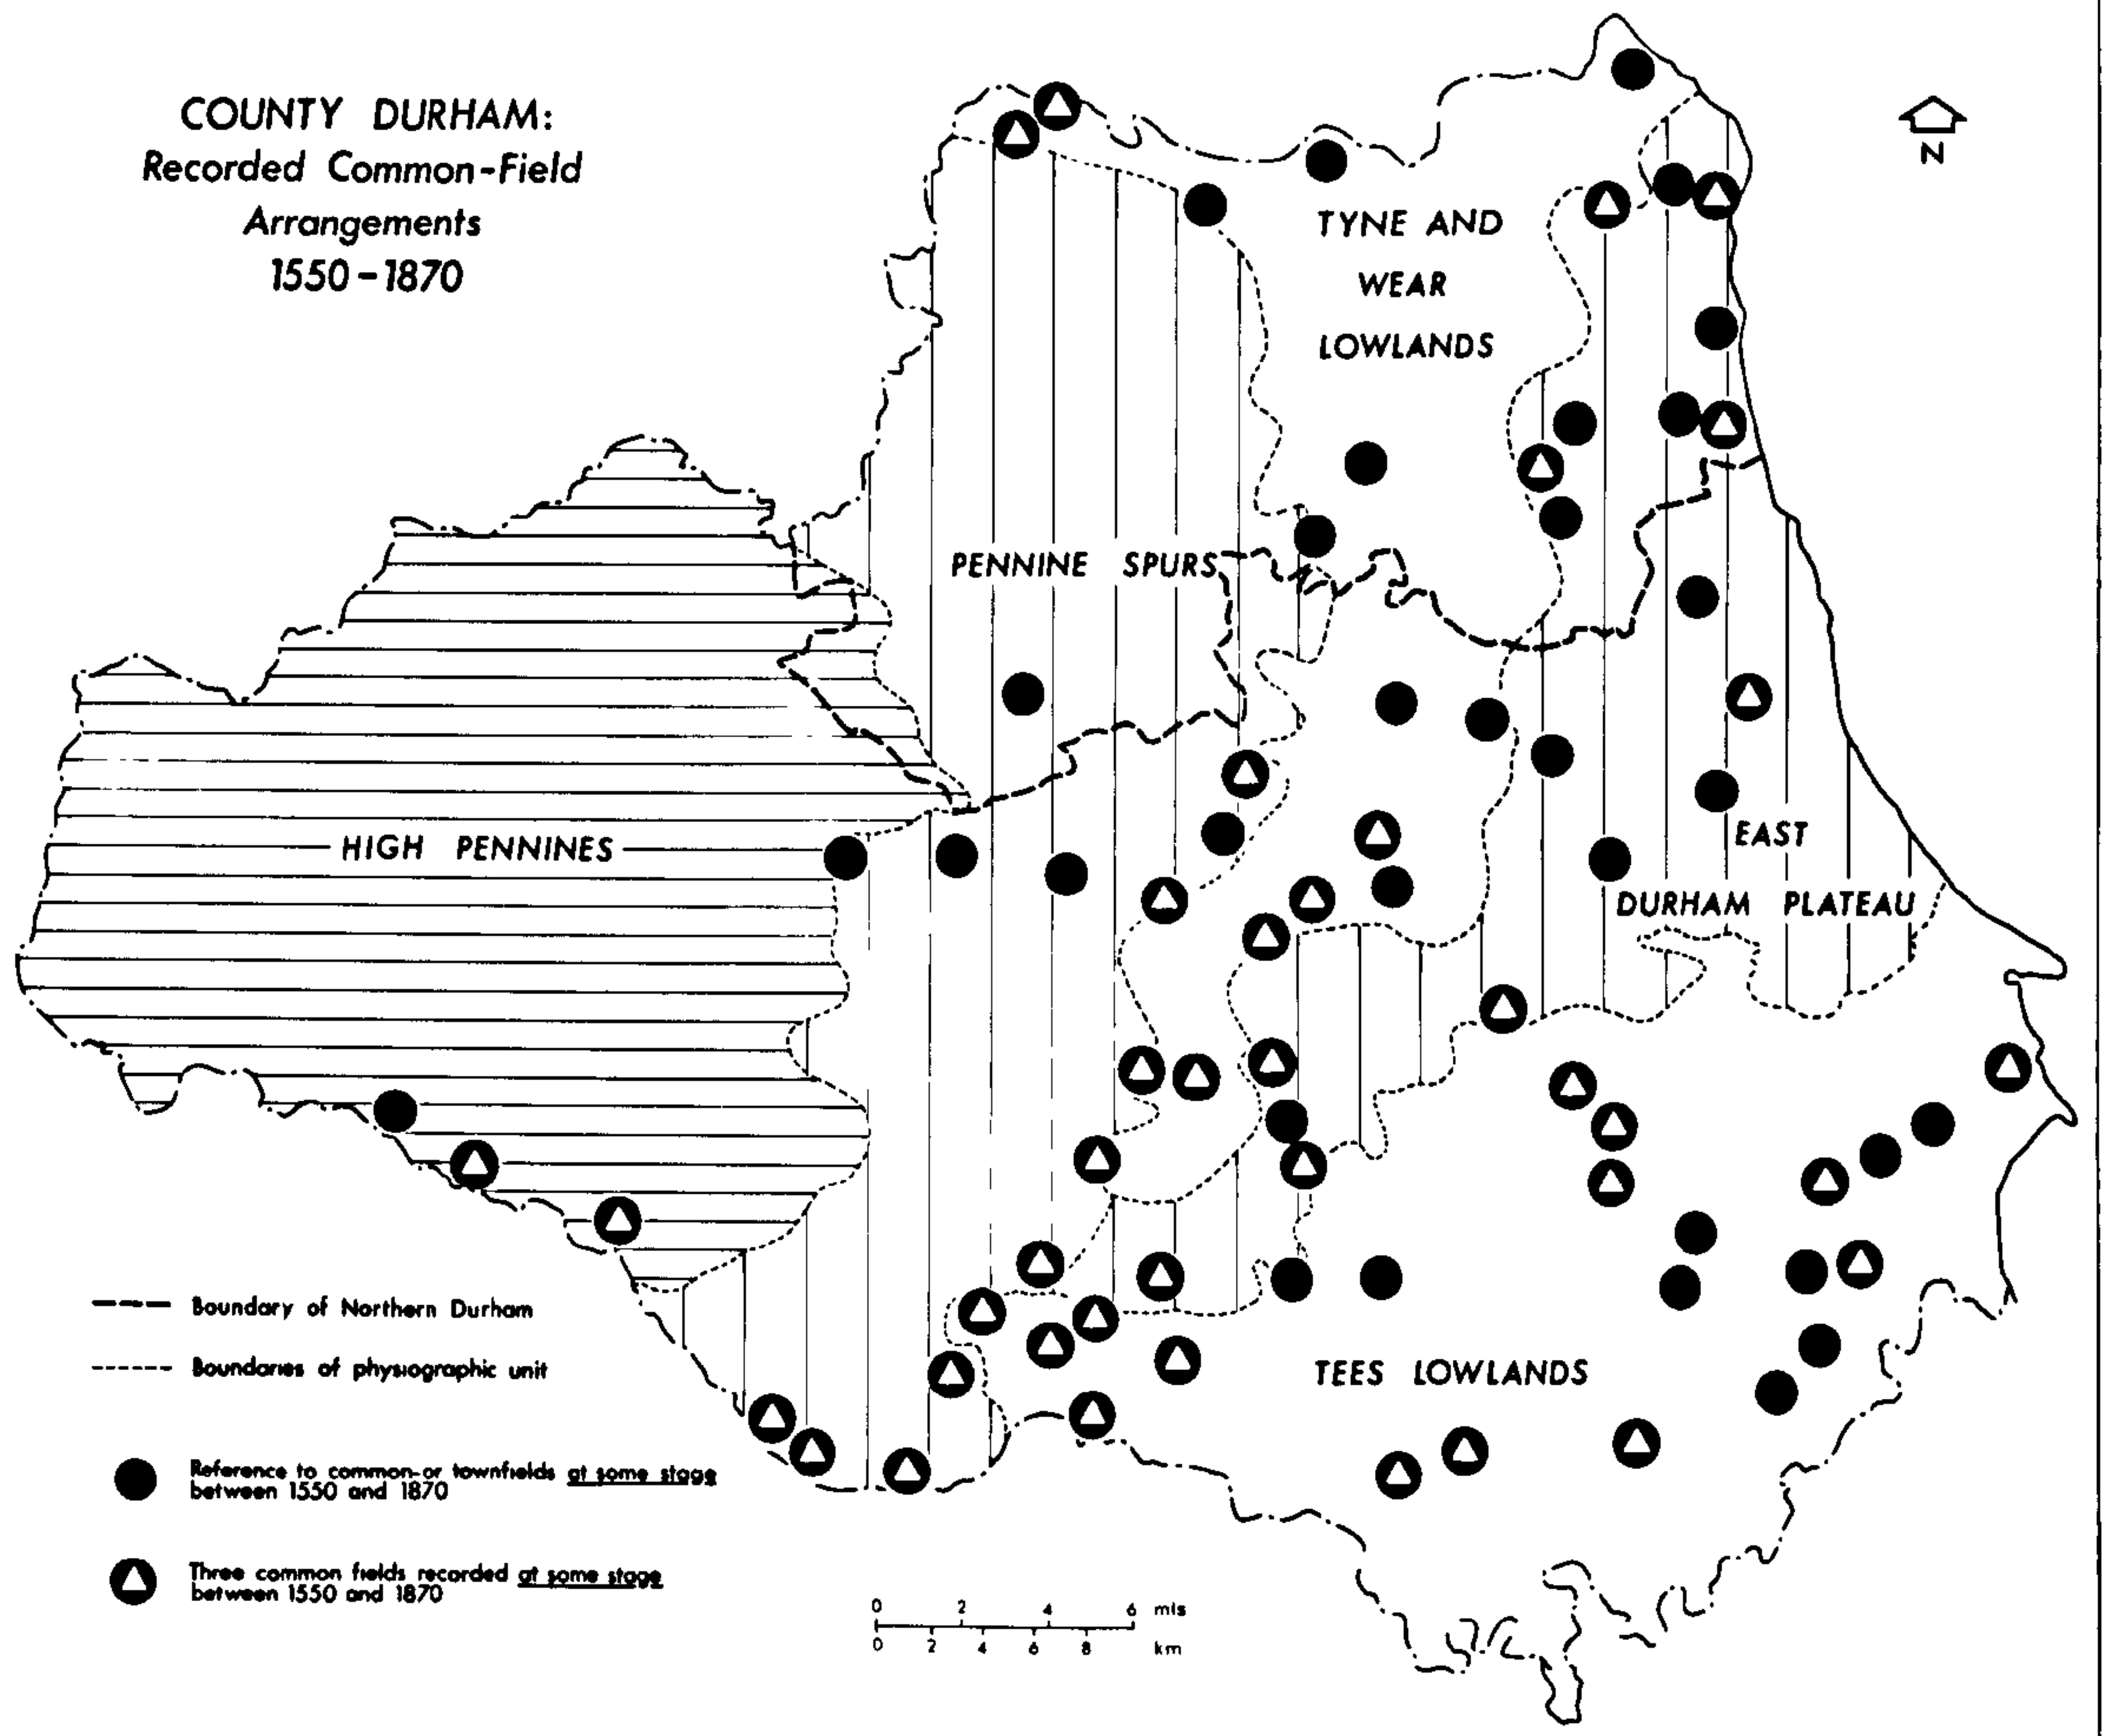 COUNTY DURHAM:
Recorded Common-Field
Arrangements
1550-1870
N
TYNE AND
WEAR
LOWLANDS
PENNINE SPURS
HIGH PENNINES
EAST
DURHAM PLATEAU
TEES LOWLANDS
Boundary of Northern Durham
Boundaries of physiographic unit
Reference to common-or townfields at some stage
between 1550 and 1870
Three common fields recorded at some stage
between 1550 and 1870
0 2 4 6 mls
0 2 4 6 8 km